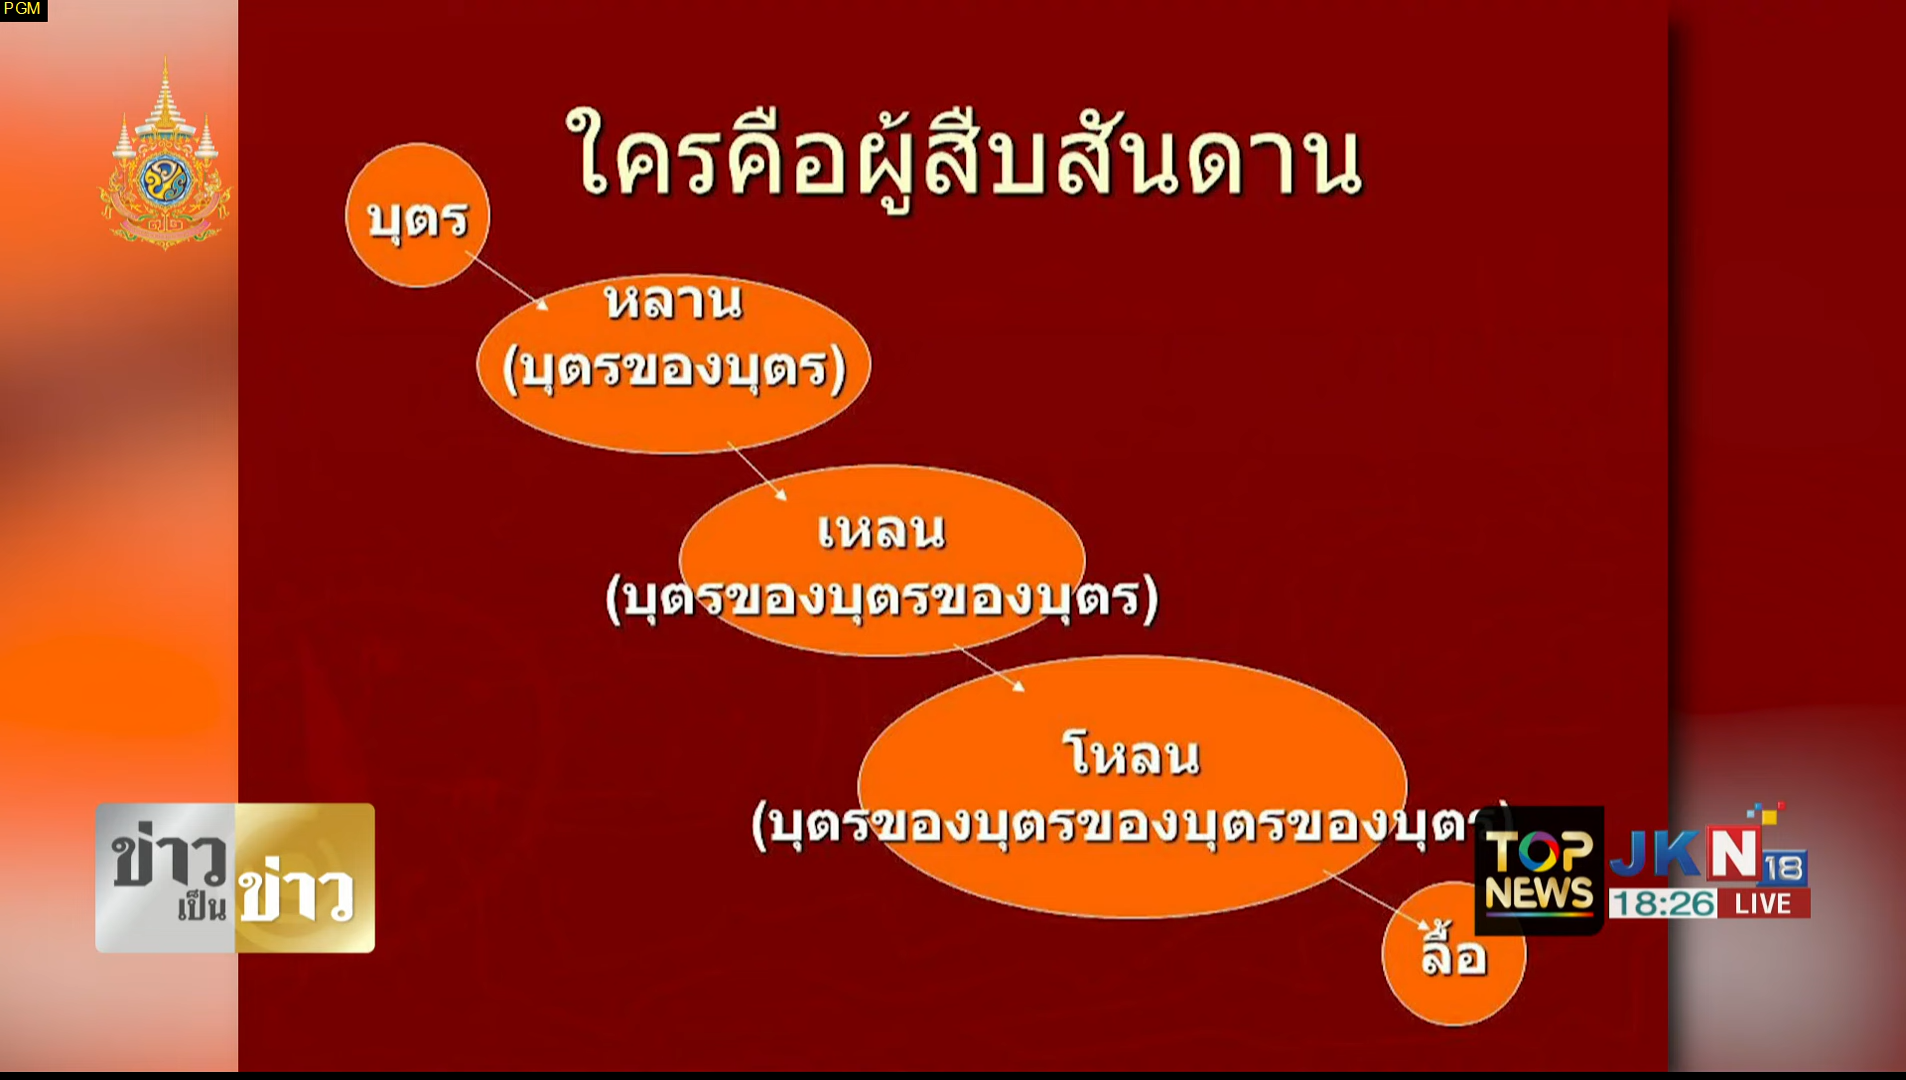 PGM
ใครคือผู้สืบสันดาน
บุตร
หลาน
(บุตรของบุตร)
เหลน
(บุตรของบุตรของบุตร)
โหลน
(บุตรของบุตรของบุตรของบุตร)
ลื้อ
ข่าว
เป็น
ข่าว
TOP
NEWS
JKN
18
18:26
LIVE